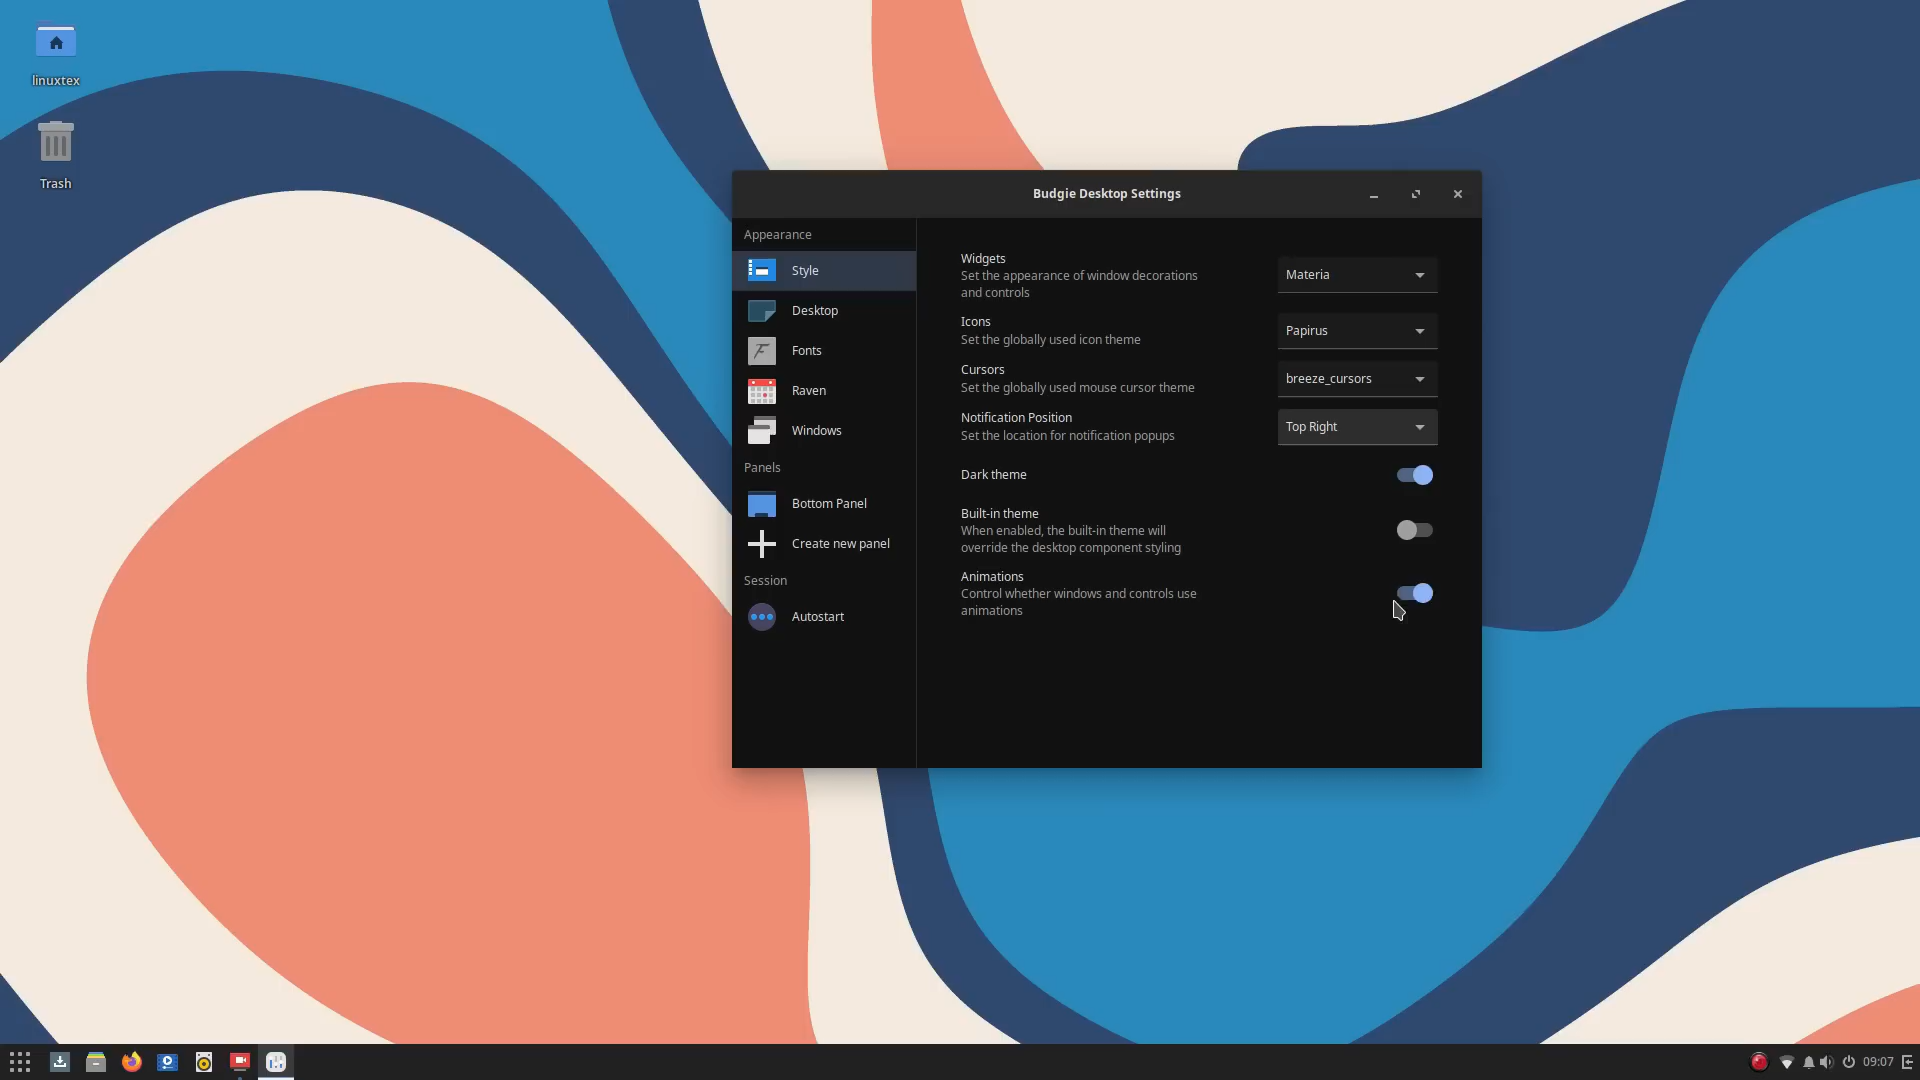 linuxtex
Trash
Budgie Desktop Settings
Appearance
Style
Desktop
Fonts
Raven
Windows
Panels
Bottom Panel
Create new panel
Session
Autostart
Widgets
Set the appearance of window decorations
and controls
Materia
Icons
Set the globally used icon theme
Papirus
Cursors
Set the globally used mouse cursor theme
breeze_cursors
Notification Position
Set the location for notification popups
Top Right
Dark theme
Built-in theme
When enabled, the built-in theme will
override the desktop component styling
Animations
Control whether windows and controls use
animations
09:07